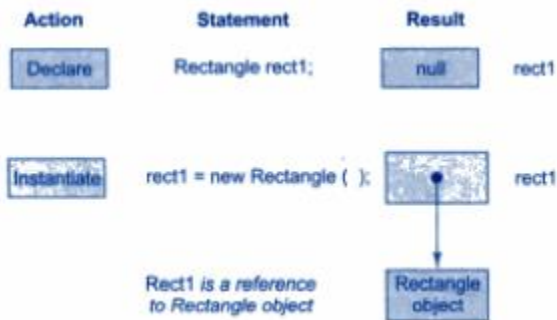 Action Statement Result
Declare Rectangle rect1; null rect1
Instantiate rect1 = new Rectangle ( ); rect1
Rect1 is a reference
to Rectangle object
Rectangle
object